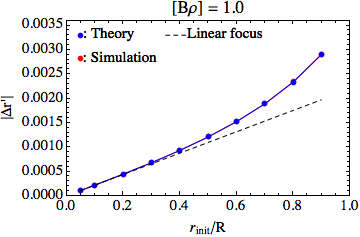 [Bρ] = 1.0
0.0035
0.0030
0.0025
0.0020
0.0015
0.0010
0.0005
0.0000
|Δr'|
: Theory
: Simulation
Linear focus
0.0 0.2 0.4 0.6 0.8 1.0
r_init/R